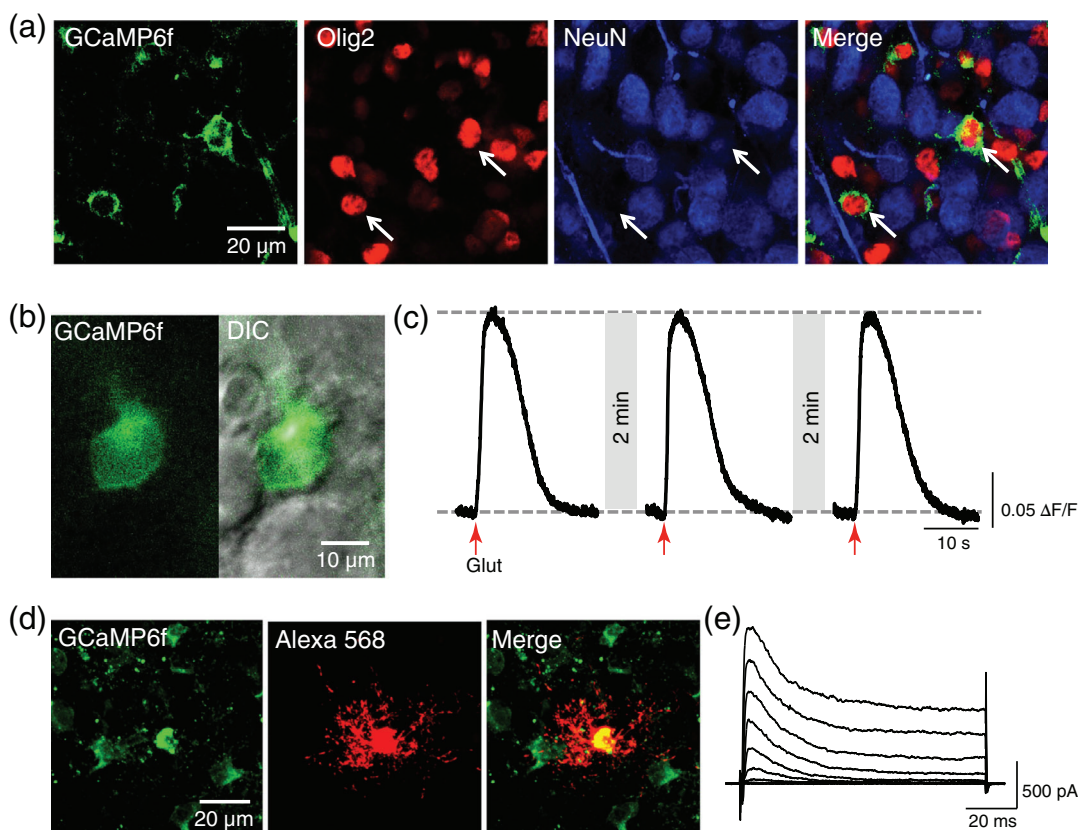 (a)
GCaMP6f
Olig2
NeuN
Merge
20 µm
(b)
GCaMP6f
DIC
10 µm
(c)
2 min
2 min
Glut
0.05 ΔF/F
10 s
(d)
GCaMP6f
Alexa 568
Merge
20 µm
(e)
500 pA
20 ms